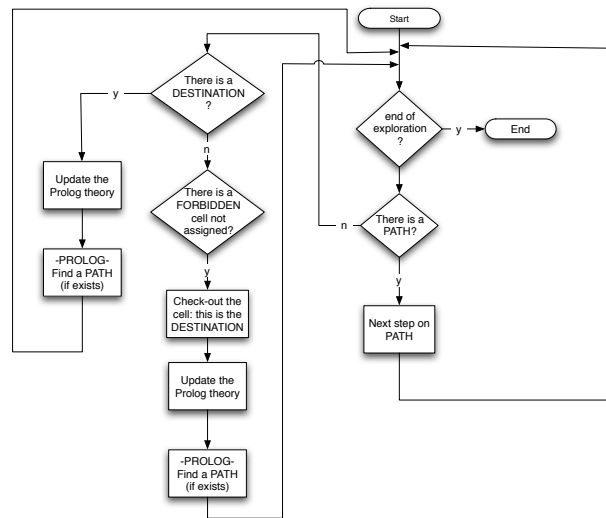 Start
There is a
DESTINATION
?
y
n
end of
exploration
?
y
End
Update the
Prolog theory
There is a
FORBIDDEN
cell not
assigned?
There is a
PATH?
n
y
y
-PROLOG-
Find a PATH
(if exists)
Check-out the
cell: this is the
DESTINATION
Next step on
PATH
Update the
Prolog theory
-PROLOG-
Find a PATH
(if exists)